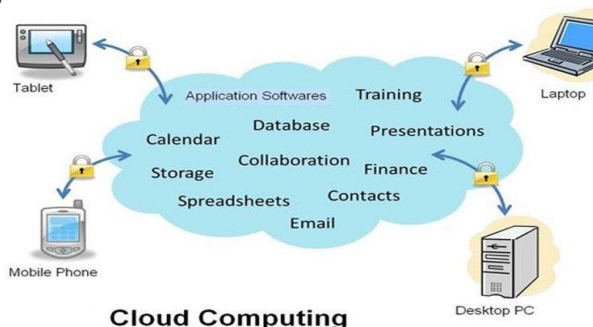 Tablet
Laptop
Application Softwares
Training
Database
Presentations
Calendar
Collaboration
Finance
Storage
Contacts
Spreadsheets
Email
Mobile Phone
Desktop PC
Cloud Computing